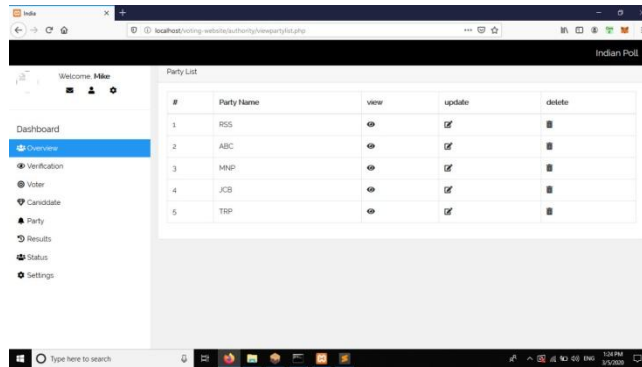 India
localhost/voting-website/authority/viewpartylist.php
Indian Poll
Welcome, Mike
Party List
# Party Name view update delete
1 RSS
2 ABC
3 MNP
4 JCB
5 TRP
Dashboard
Overview
Verification
Voter
Caniddate
Party
Results
Status
Settings
Type here to search
ENG
1:24 PM
3/5/2020